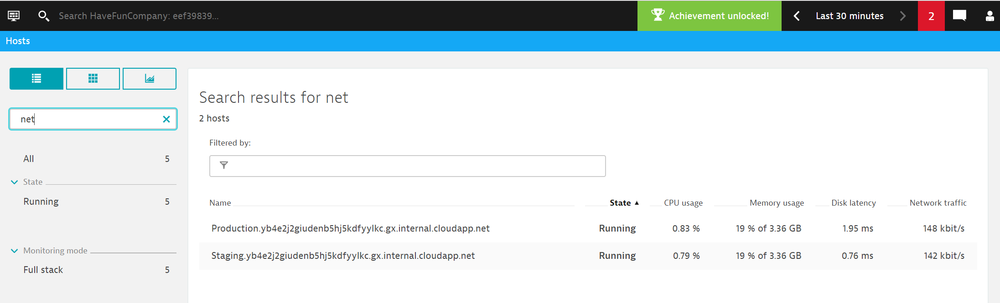 Search HaveFunCompany: eef39839...
Achievement unlocked!
Last 30 minutes
2
Hosts
net
All 5
State
Running 5
Monitoring mode
Full stack 5
Search results for net
2 hosts
Filtered by:
Name State ▲ CPU usage Memory usage Disk latency Network traffic
Production.yb4e2j2giudenb5hj5kdfyylkc.gx.internal.cloudapp.net Running 0.83 % 19 % of 3.36 GB 1.95 ms 148 kbit/s
Staging.yb4e2j2giudenb5hj5kdfyylkc.gx.internal.cloudapp.net Running 0.79 % 19 % of 3.36 GB 0.76 ms 142 kbit/s